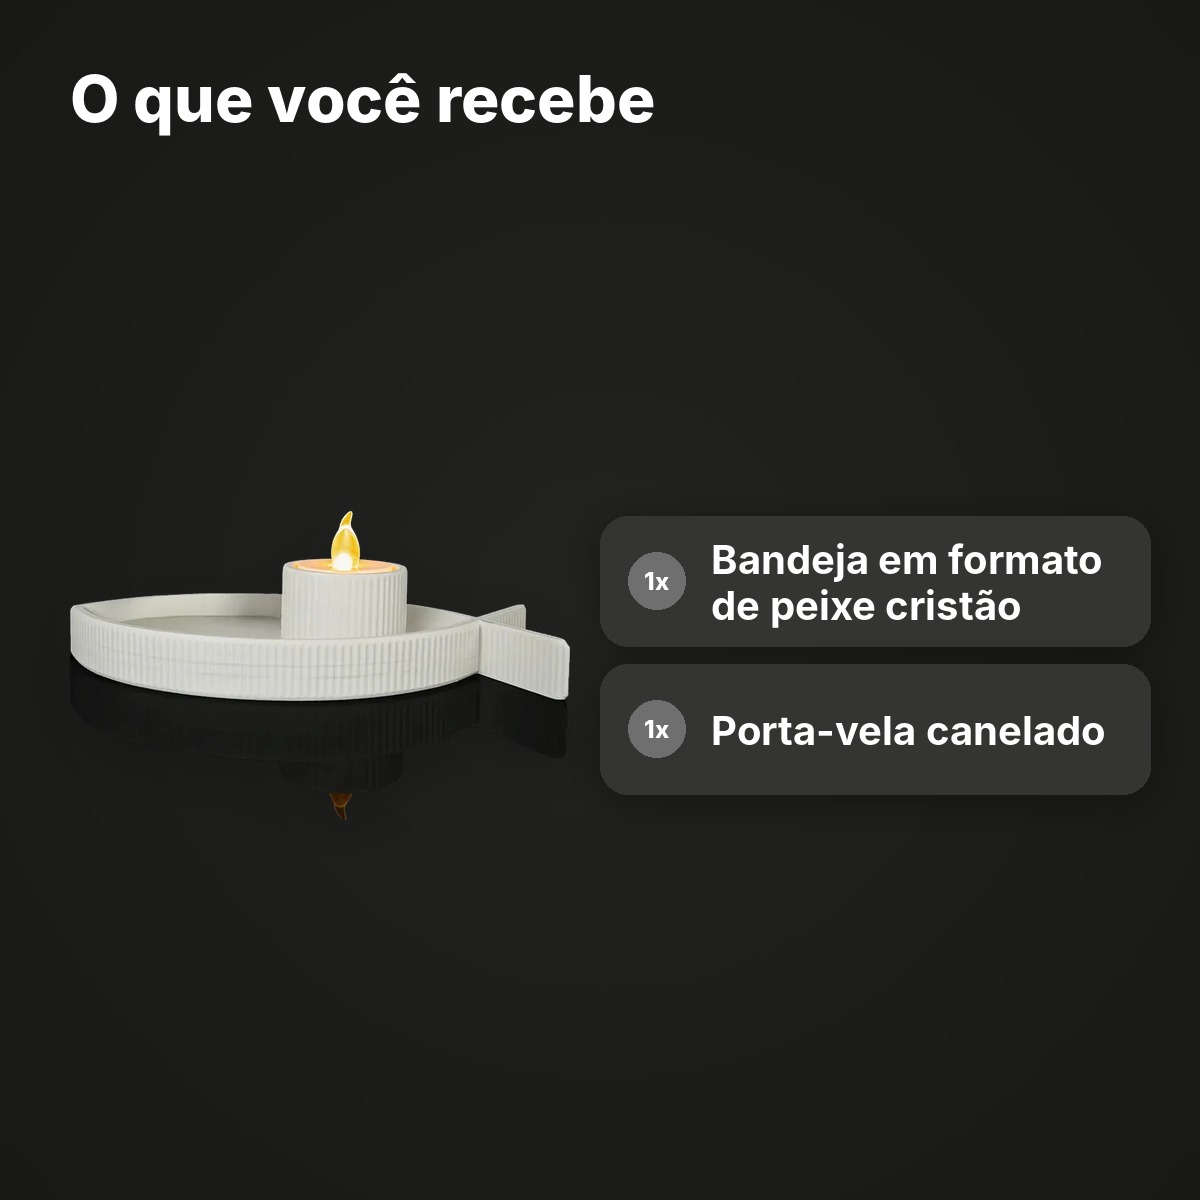 O que você recebe
1x
Bandeja em formato
de peixe cristão
1x
Porta-vela canelado